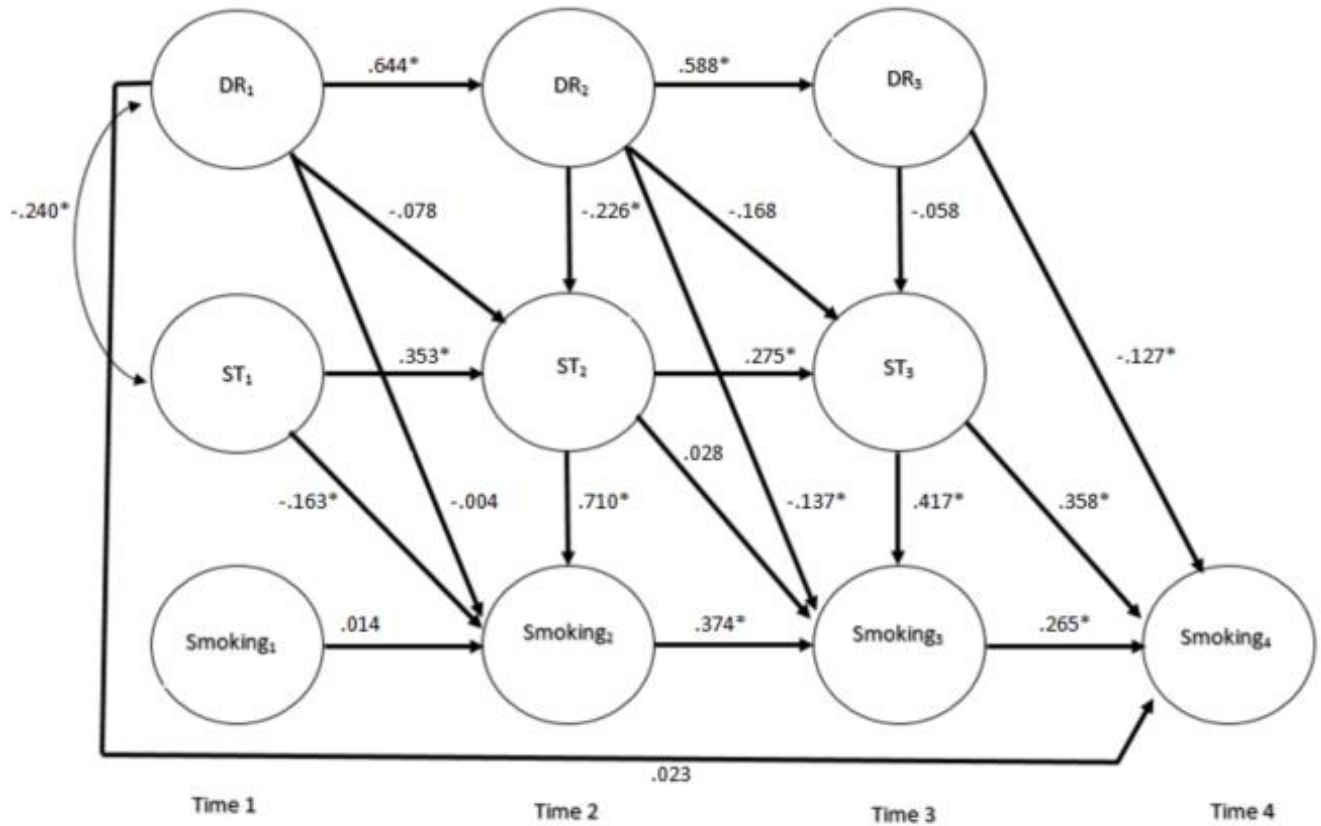 .644*
.588*
DR₁
DR₂
DR₃
-.240*
-.078
-.226*
-.168
-.058
.353*
.275*
-.127*
ST₁
ST₂
ST₃
.028
-.163*
-.004
.710*
-.137*
.417*
.358*
.014
.374*
.265*
Smoking₁
Smoking₂
Smoking₃
Smoking₄
.023
Time 1
Time 2
Time 3
Time 4